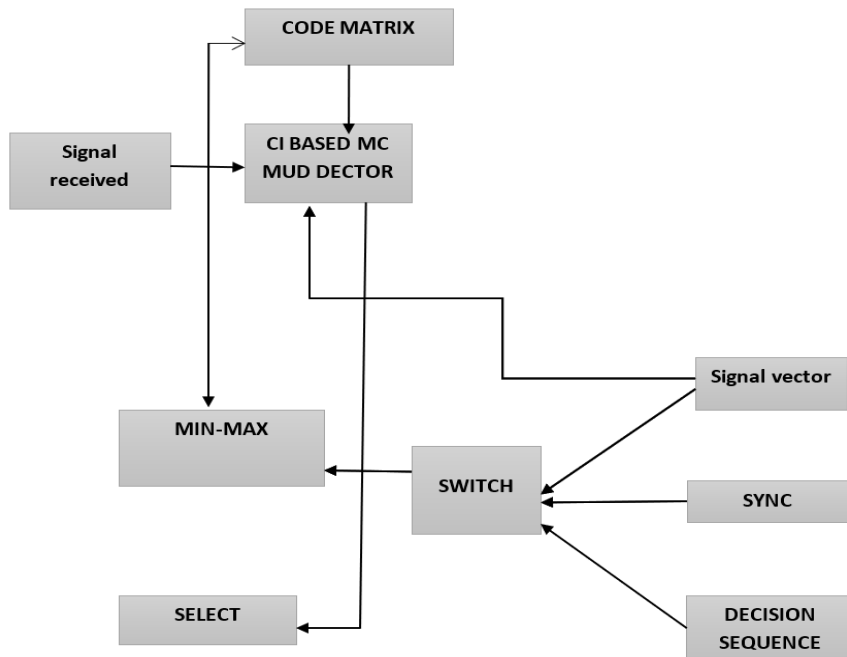 CODE MATRIX
Signal
received
CI BASED MC
MUD DECTOR
Signal vector
MIN-MAX
SWITCH
SYNC
SELECT
DECISION
SEQUENCE